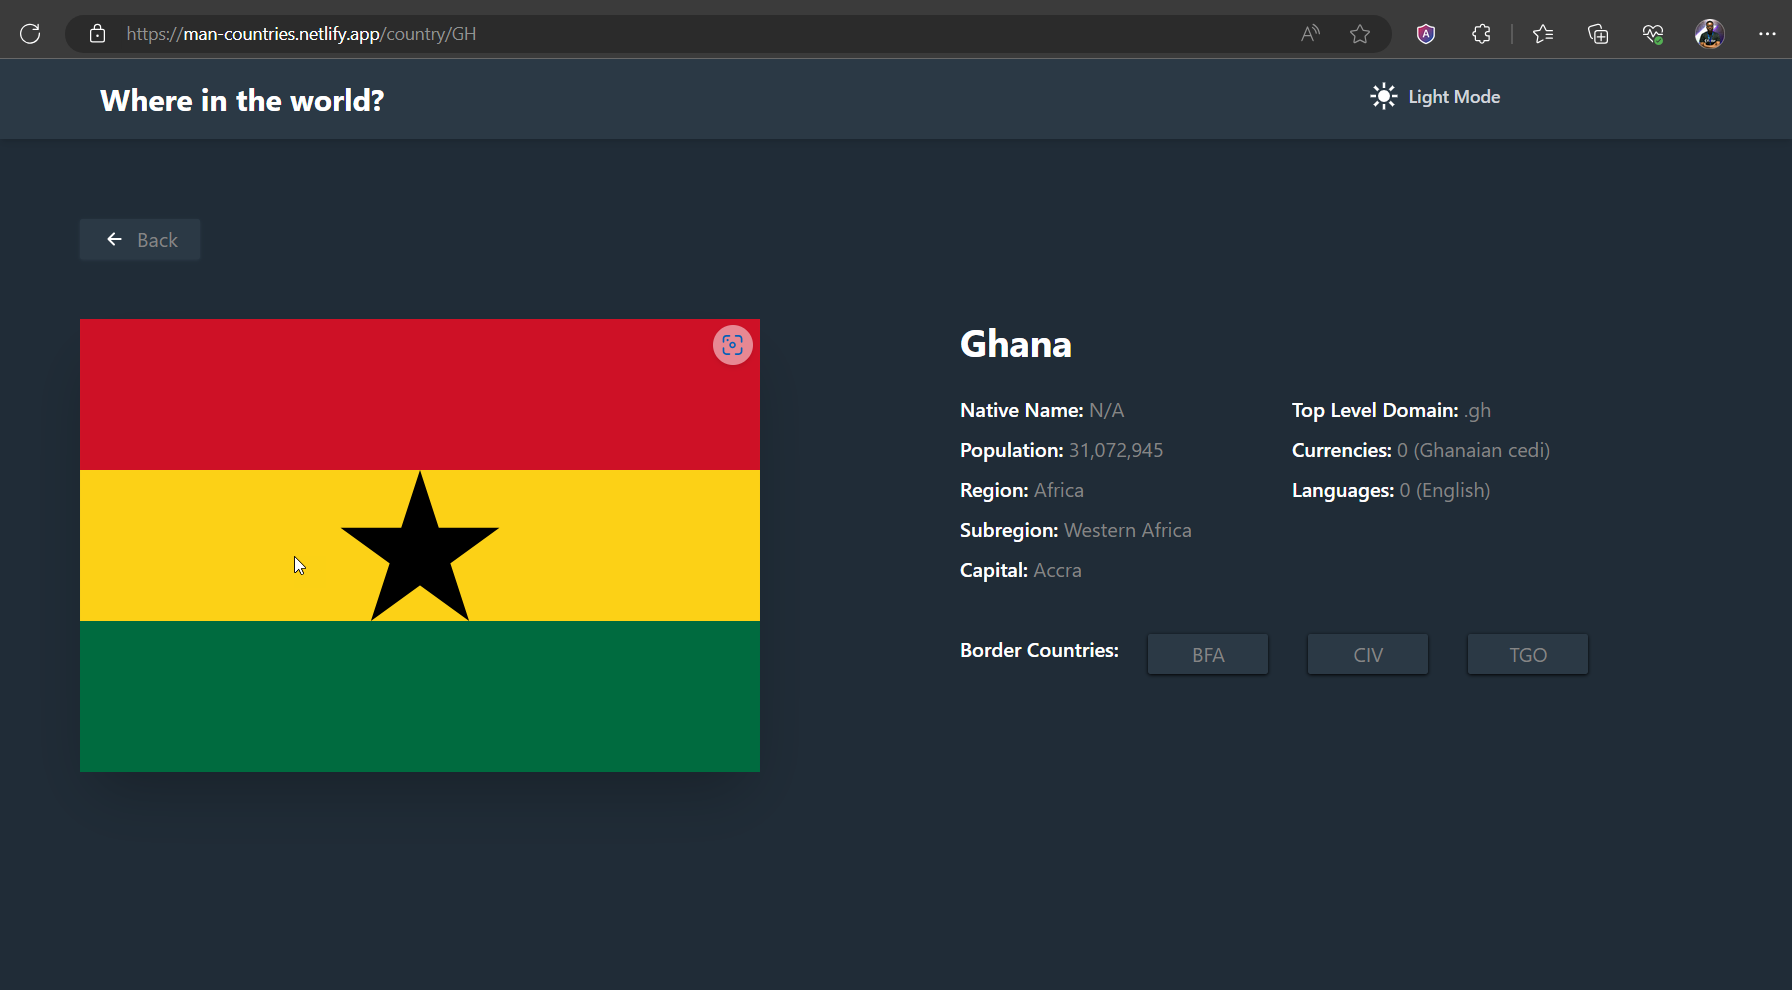 https://man-countries.netlify.app/country/GH
Where in the world?
Light Mode
Back
Ghana
Native Name: N/A
Population: 31,072,945
Region: Africa
Subregion: Western Africa
Capital: Accra
Top Level Domain: .gh
Currencies: 0 (Ghanaian cedi)
Languages: 0 (English)
Border Countries: BFA CIV TGO